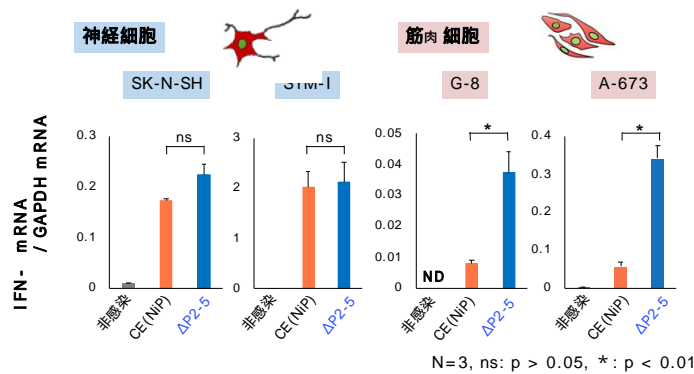 神経細胞
筋肉 細胞
SK-N-SH
SYM-I
G-8
A-673
IFN- mRNA
/ GAPDH mRNA
0.3
0.2
0.1
0
ns
非感染
CE(NiP)
ΔP2-5
3
2
1
0
ns
非感染
CE(NiP)
ΔP2-5
0.05
0.04
0.03
0.02
0.01
0
ND
*
非感染
CE(NiP)
ΔP2-5
0.4
0.3
0.2
0.1
0
*
非感染
CE(NiP)
ΔP2-5
N=3, ns: p > 0.05, *: p < 0.01